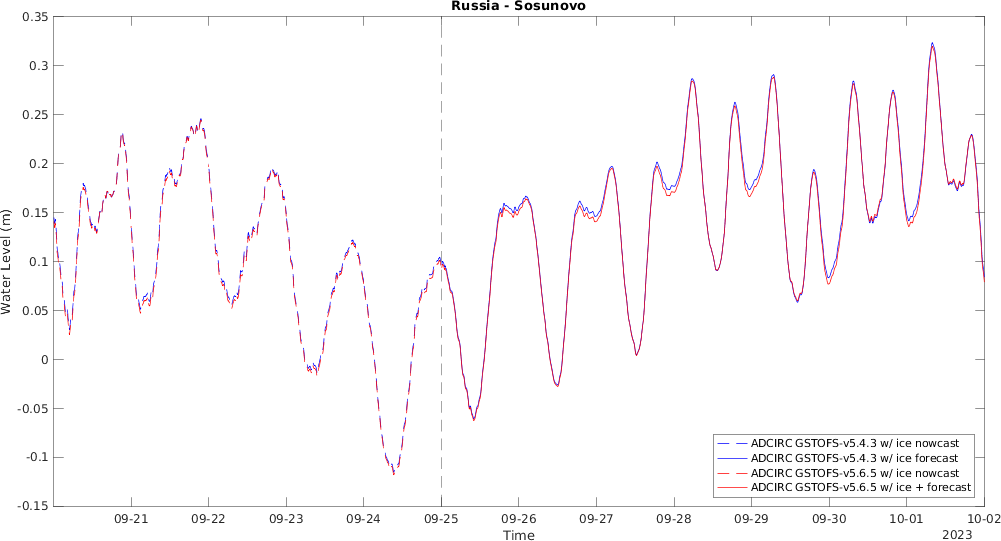 Russia - Sosunovo
0.35
0.3
0.25
0.2
0.15
0.1
0.05
0
-0.05
-0.1
-0.15
Water Level (m)
09-21 09-22 09-23 09-24 09-25 09-26 09-27 09-28 09-29 09-30 10-01 10-02
Time
2023
ADCIRC GSTOFS-v5.4.3 w/ ice nowcast
ADCIRC GSTOFS-v5.4.3 w/ ice forecast
ADCIRC GSTOFS-v5.6.5 w/ ice nowcast
ADCIRC GSTOFS-v5.6.5 w/ ice + forecast